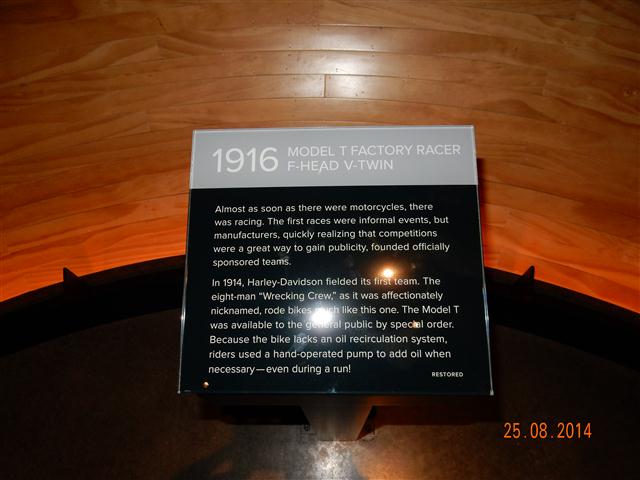 1916 MODEL T FACTORY RACER
F-HEAD V-TWIN
Almost as soon as there were motorcycles, there
was racing. The first races were informal events, but
manufacturers, quickly realizing that competitions
were a great way to gain publicity, founded officially
sponsored teams.
In 1914, Harley-Davidson fielded its first team. The
eight-man “Wrecking Crew,” as it was affectionately
nicknamed, rode bikes much like this one. The Model T
was available to the general public by special order.
Because the bike lacks an oil recirculation system,
riders used a hand-operated pump to add oil when
necessary—even during a run!
RESTORED
25.08.2014